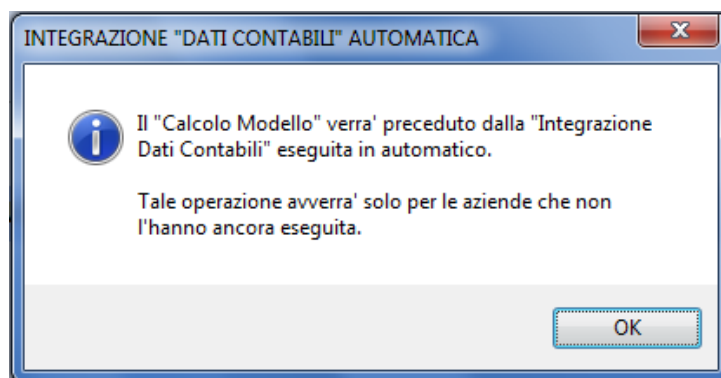 INTEGRAZIONE "DATI CONTABILI" AUTOMATICA
Il "Calcolo Modello" verra' preceduto dalla "Integrazione
Dati Contabili" eseguita in automatico.
Tale operazione avverra' solo per le aziende che non
l'hanno ancora eseguita.
OK